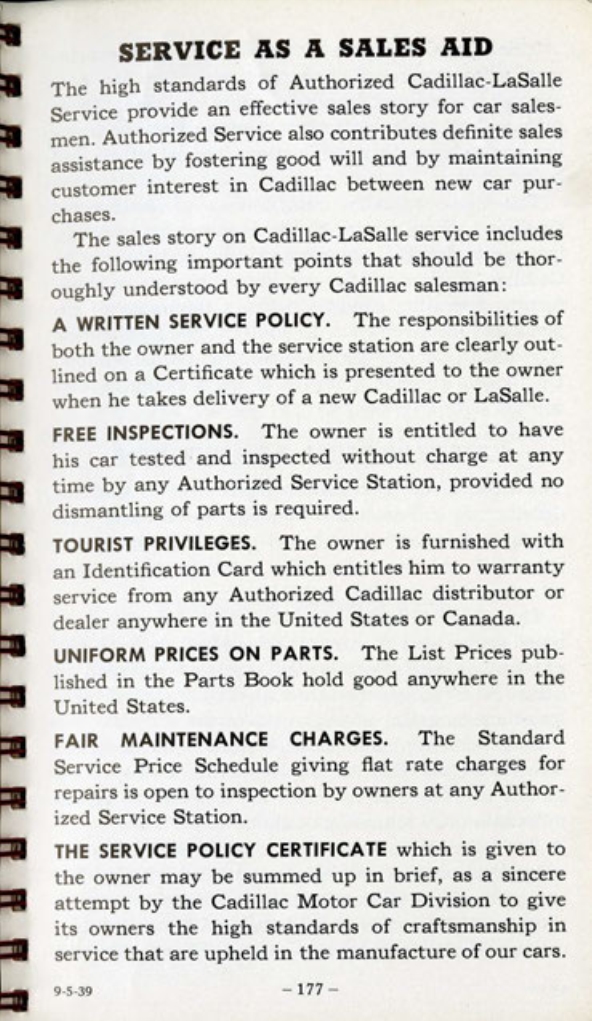 SERVICE AS A SALES AID
The high standards of Authorized Cadillac-LaSalle
Service provide an effective sales story for car sales-
men. Authorized Service also contributes definite sales
assistance by fostering good will and by maintaining
customer interest in Cadillac between new car pur-
chases.
The sales story on Cadillac-LaSalle service includes
the following important points that should be thor-
oughly understood by every Cadillac salesman:
A WRITTEN SERVICE POLICY. The responsibilities of
both the owner and the service station are clearly out-
lined on a Certificate which is presented to the owner
when he takes delivery of a new Cadillac or LaSalle.
FREE INSPECTIONS. The owner is entitled to have
his car tested and inspected without charge at any
time by any Authorized Service Station, provided no
dismantling of parts is required.
TOURIST PRIVILEGES. The owner is furnished with
an Identification Card which entitles him to warranty
service from any Authorized Cadillac distributor or
dealer anywhere in the United States or Canada.
UNIFORM PRICES ON PARTS. The List Prices pub-
lished in the Parts Book hold good anywhere in the
United States.
FAIR MAINTENANCE CHARGES. The Standard
Service Price Schedule giving flat rate charges for
repairs is open to inspection by owners at any Author-
ized Service Station.
THE SERVICE POLICY CERTIFICATE which is given to
the owner may be summed up in brief, as a sincere
attempt by the Cadillac Motor Car Division to give
its owners the high standards of craftsmanship in
service that are upheld in the manufacture of our cars.
9-5-39 – 177 –